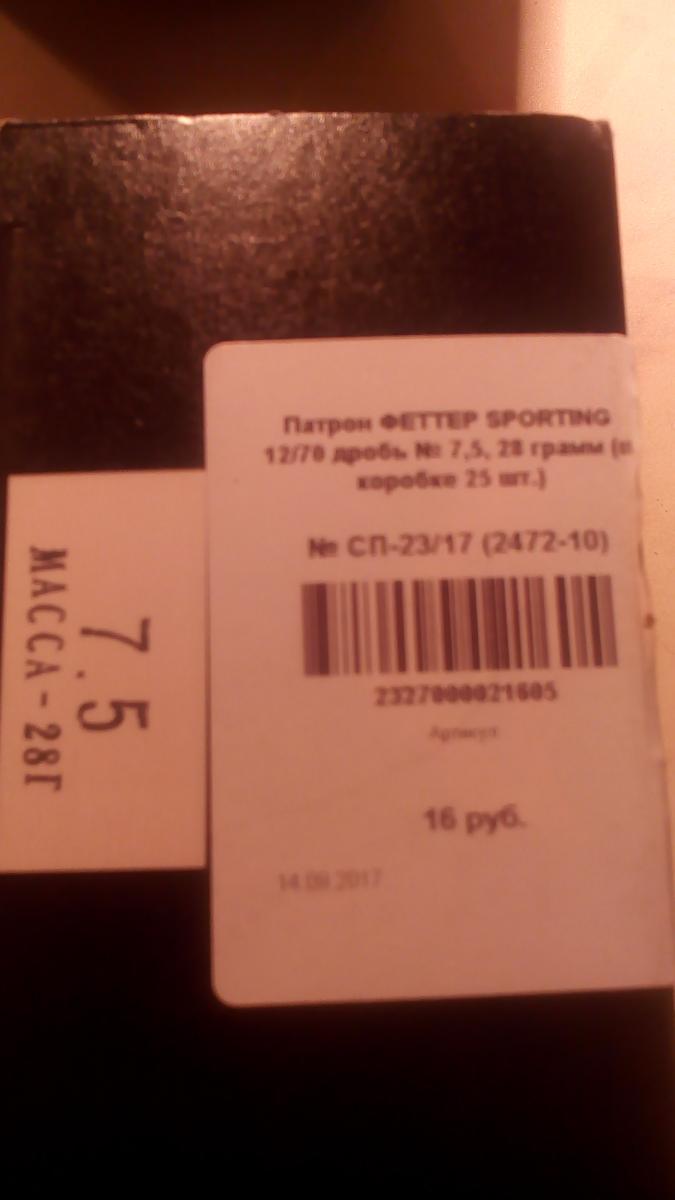 Патрон ФЕТТЕР SPORTING
12/70 дробь № 7,5, 28 грамм (в
коробке 25 шт.)
№ СП-23/17 (2472-10)
2327000021605
Артикул
16 руб.
14.09.2017
7.5
МАССА-28Г